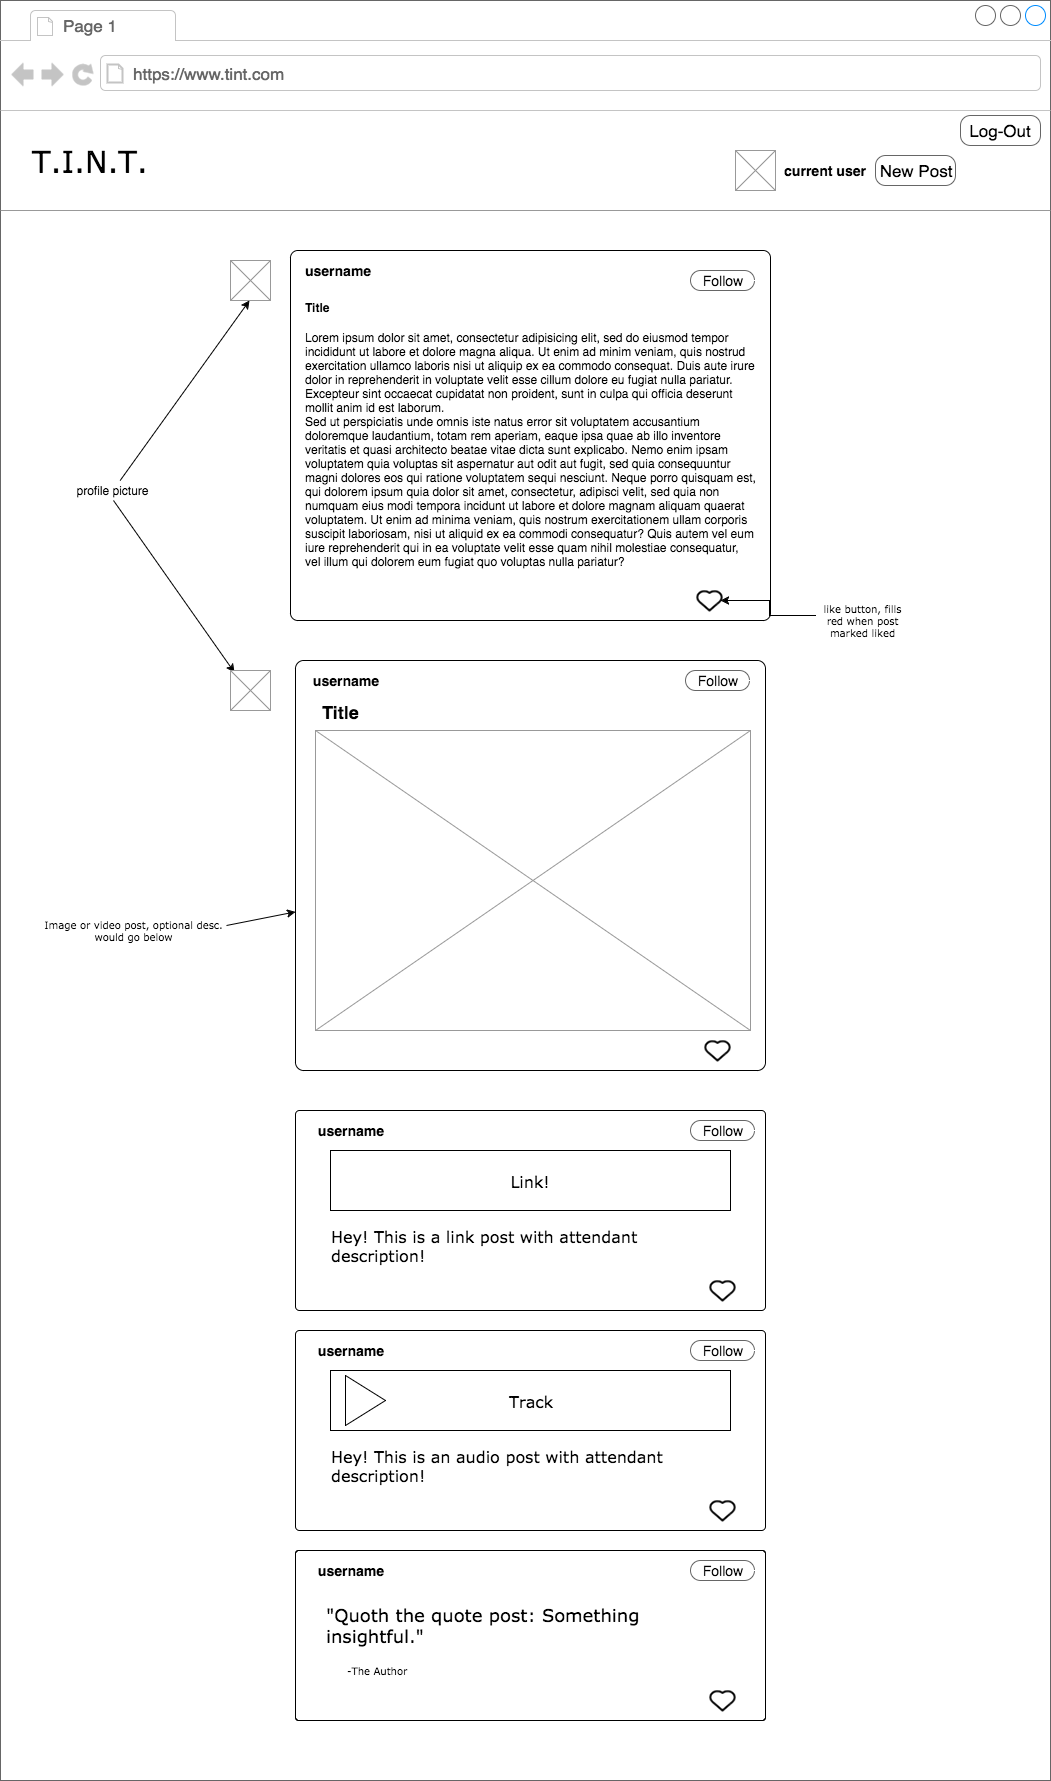 Page 1
https://www.tint.com
Log-Out
T.I.N.T.
current user
New Post
username
Follow
Title
Lorem ipsum dolor sit amet, consectetur adipisicing elit, sed do eiusmod tempor
incididunt ut labore et dolore magna aliqua. Ut enim ad minim veniam, quis nostrud
exercitation ullamco laboris nisi ut aliquip ex ea commodo consequat. Duis aute irure
dolor in reprehenderit in voluptate velit esse cillum dolore eu fugiat nulla pariatur.
Excepteur sint occaecat cupidatat non proident, sunt in culpa qui officia deserunt
mollit anim id est laborum.
Sed ut perspiciatis unde omnis iste natus error sit voluptatem accusantium
doloremque laudantium, totam rem aperiam, eaque ipsa quae ab illo inventore
veritatis et quasi architecto beatae vitae dicta sunt explicabo. Nemo enim ipsam
voluptatem quia voluptas sit aspernatur aut odit aut fugit, sed quia consequuntur
magni dolores eos qui ratione voluptatem sequi nesciunt. Neque porro quisquam est,
qui dolorem ipsum quia dolor sit amet, consectetur, adipisci velit, sed quia non
numquam eius modi tempora incidunt ut labore et dolore magnam aliquam quaerat
voluptatem. Ut enim ad minima veniam, quis nostrum exercitationem ullam corporis
suscipit laboriosam, nisi ut aliquid ex ea commodi consequatur? Quis autem vel eum
iure reprehenderit qui in ea voluptate velit esse quam nihil molestiae consequatur,
vel illum qui dolorem eum fugiat quo voluptas nulla pariatur?
profile picture
like button, fills
red when post
marked liked
username
Follow
Title
Image or video post, optional desc.
would go below
username
Follow
Link!
Hey! This is a link post with attendant
description!
username
Follow
Track
Hey! This is an audio post with attendant
description!
username
Follow
"Quoth the quote post: Something
insightful."
-The Author